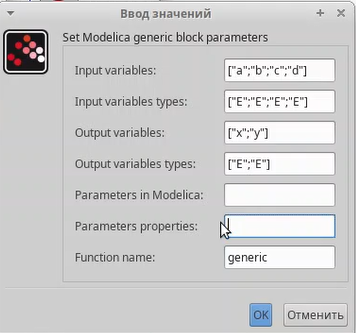 Ввод значений
Set Modelica generic block parameters
Input variables: ["a";"b";"c";"d"]
Input variables types: ["E";"E";"E";"E"]
Output variables: ["x";"y"]
Output variables types: ["E";"E"]
Parameters in Modelica:
Parameters properties:
Function name: generic
OK Отменить